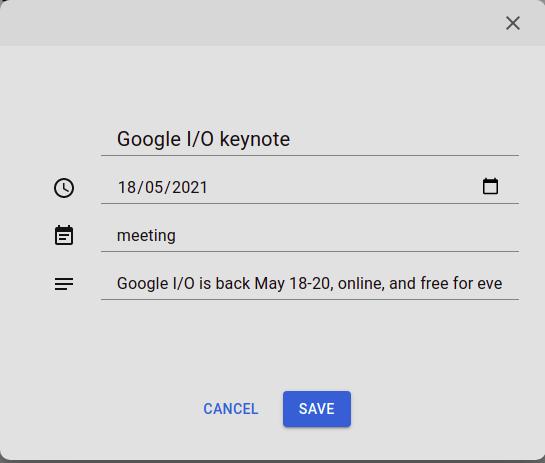 Google I/O keynote
18/05/2021
meeting
Google I/O is back May 18-20, online, and free for eve
CANCEL SAVE